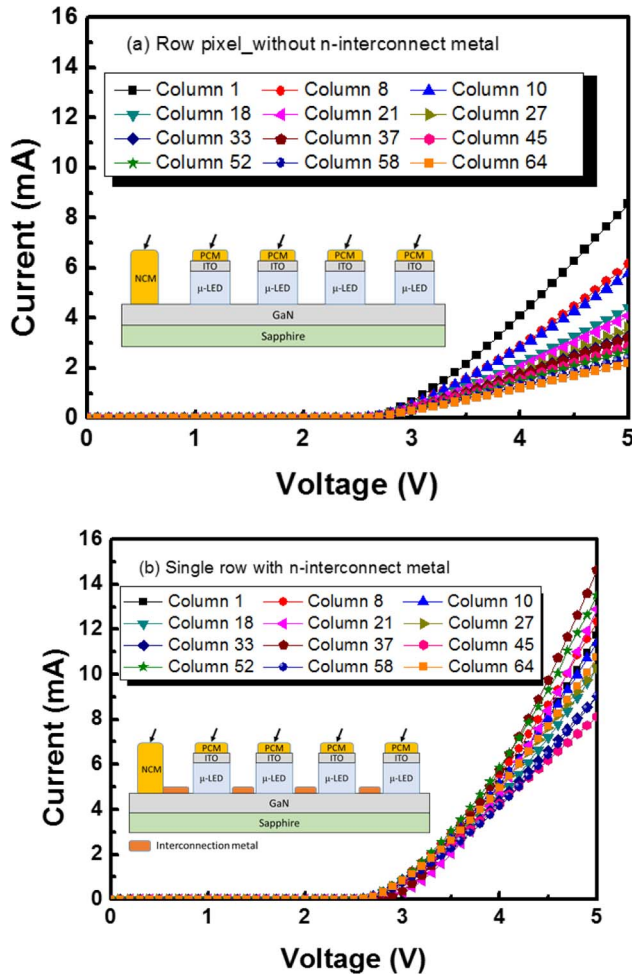 16
(a) Row pixel_without n-interconnect metal
14
Column 1 Column 8 Column 10
12
Column 18 Column 21 Column 27
Column 33 Column 37 Column 45
10
Column 52 Column 58 Column 64
8
6
4
2
0
Current (mA)
NCM PCM PCM PCM PCM
ITO ITO ITO ITO
μ-LED μ-LED μ-LED μ-LED
GaN
Sapphire
0 1 2 3 4 5
Voltage (V)
16
(b) Single row with n-interconnect metal
14
Column 1 Column 8 Column 10
Column 18 Column 21 Column 27
12
Column 33 Column 37 Column 45
Column 52 Column 58 Column 64
10
8
6
4
2
0
Current (mA)
NCM PCM PCM PCM PCM
ITO ITO ITO ITO
μ-LED μ-LED μ-LED μ-LED
GaN
Sapphire
Interconnection metal
0 1 2 3 4 5
Voltage (V)